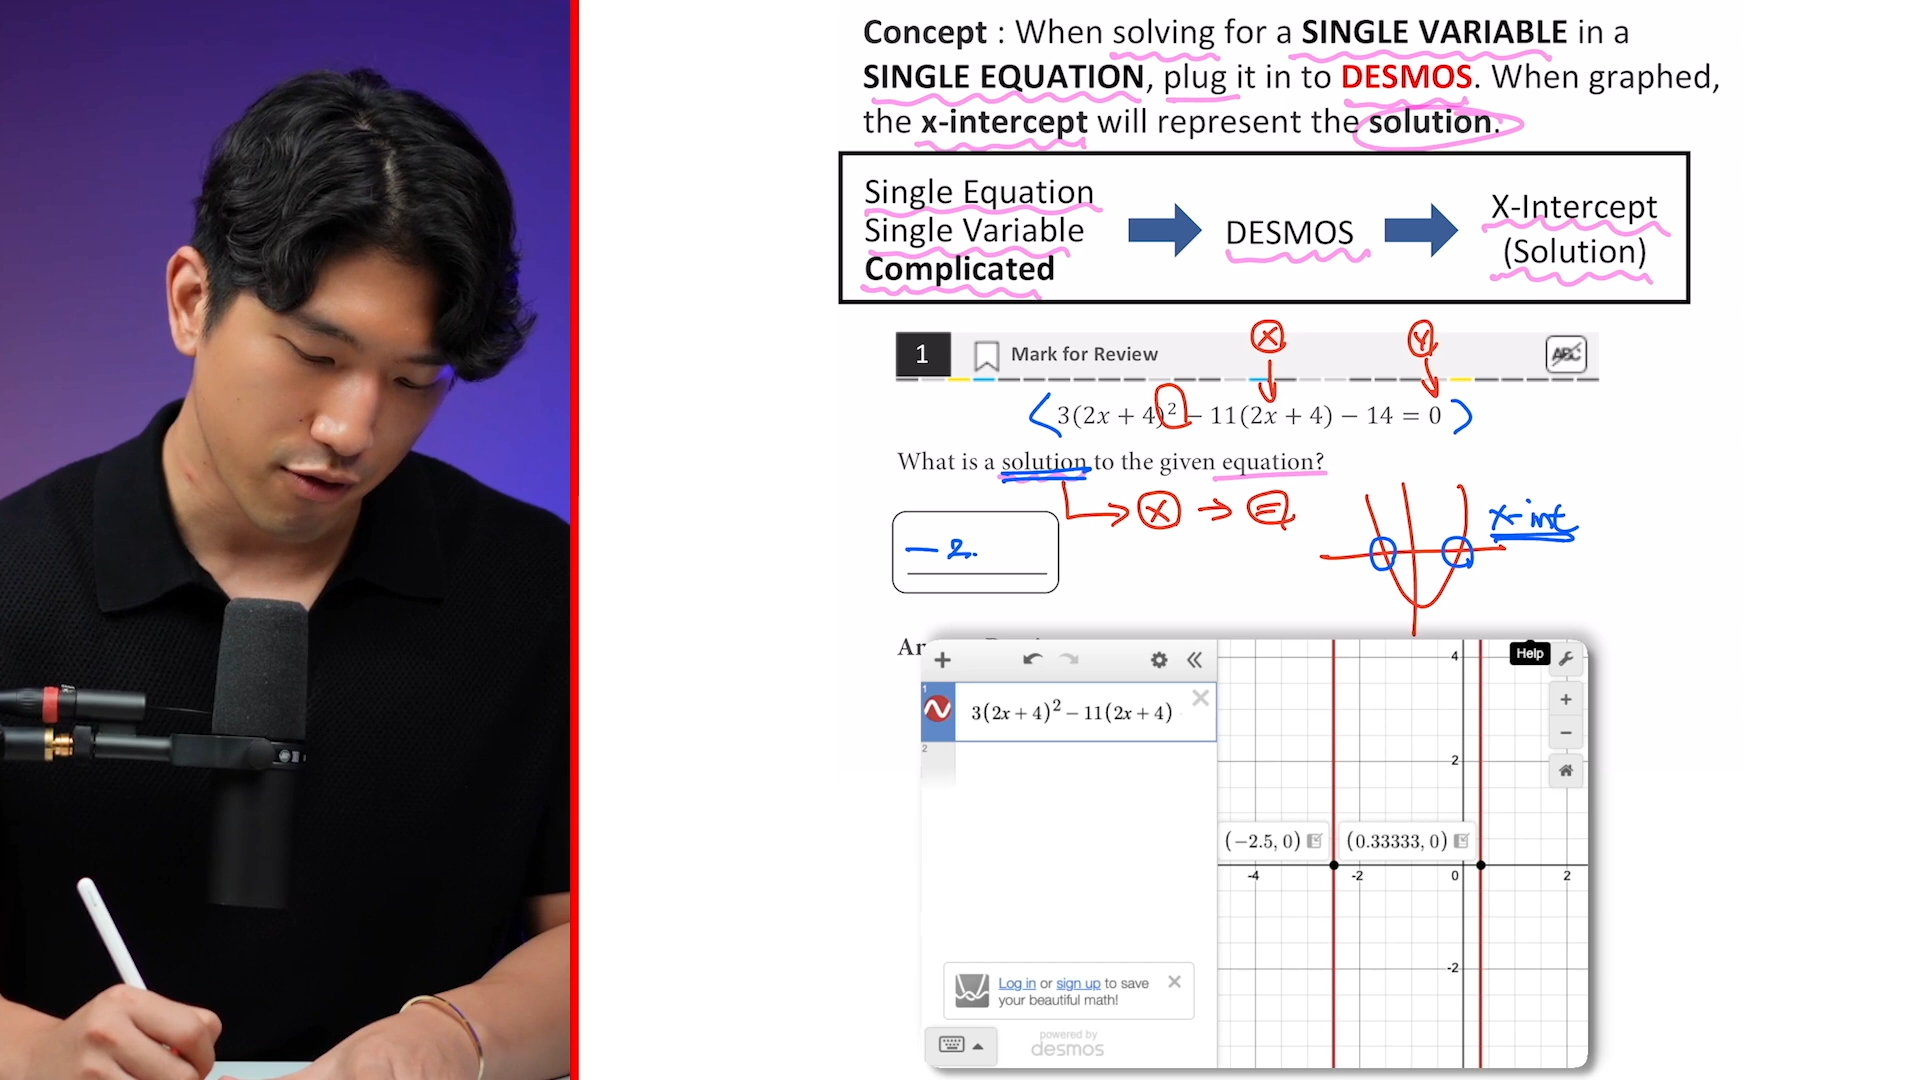 Concept : When solving for a SINGLE VARIABLE in a
SINGLE EQUATION, plug it in to DESMOS. When graphed,
the x-intercept will represent the solution.
Single Equation
Single Variable
Complicated
DESMOS
X-Intercept
(Solution)
X
Y
1
Mark for Review
ABC
3(2x + 4)² − 11(2x + 4) − 14 = 0
What is a solution to the given equation?
X → =
x-int
− 2.
Help
1
3(2x + 4)² − 11(2x + 4)
2
4
2
(−2.5, 0)
(0.33333, 0)
-4
-2
0
2
-2
Log in or sign up to save
your beautiful math!
powered by
desmos